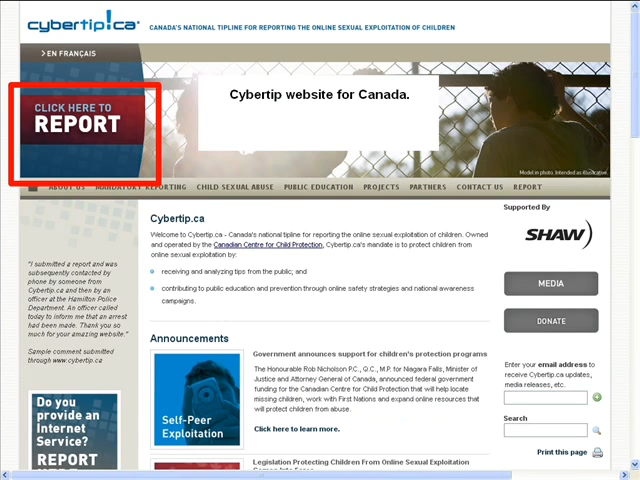 cybertip!ca
CANADA'S NATIONAL TIPLINE FOR REPORTING THE ONLINE SEXUAL EXPLOITATION OF CHILDREN
> EN FRANÇAIS
CLICK HERE TO
REPORT
Cybertip website for Canada.
Model in photo. Intended as illustrative.
ABOUT US MANDATORY REPORTING CHILD SEXUAL ABUSE PUBLIC EDUCATION PROJECTS PARTNERS CONTACT US REPORT
"I submitted a report and was
subsequently contacted by
phone by someone from
Cybertip.ca and then by an
officer at the Hamilton Police
Department. An officer called
today to inform me that an arrest
had been made. Thank you so
much for your amazing website."
Sample comment submitted
through www.cybertip.ca
Do you
provide an
Internet
Service?
REPORT
Cybertip.ca
Welcome to Cybertip.ca - Canada's national tipline for reporting the online sexual exploitation of children. Owned
and operated by the Canadian Centre for Child Protection, Cybertip.ca's mandate is to protect children from
online sexual exploitation by:
receiving and analyzing tips from the public; and
contributing to public education and prevention through online safety strategies and national awareness
campaigns.
Announcements
Self-Peer
Exploitation
Government announces support for children's protection programs
The Honourable Rob Nicholson P.C., Q.C., M.P. for Niagara Falls, Minister of
Justice and Attorney General of Canada, announced federal government
funding for the Canadian Centre for Child Protection that will help locate
missing children, work with First Nations and expand online resources that
will protect children from abuse.
Click here to learn more.
Legislation Protecting Children From Online Sexual Exploitation
Comes Into Force
Supported By
SHAW)
MEDIA
DONATE
Enter your email address to
receive Cybertip.ca updates,
media releases, etc.
Search
Print this page